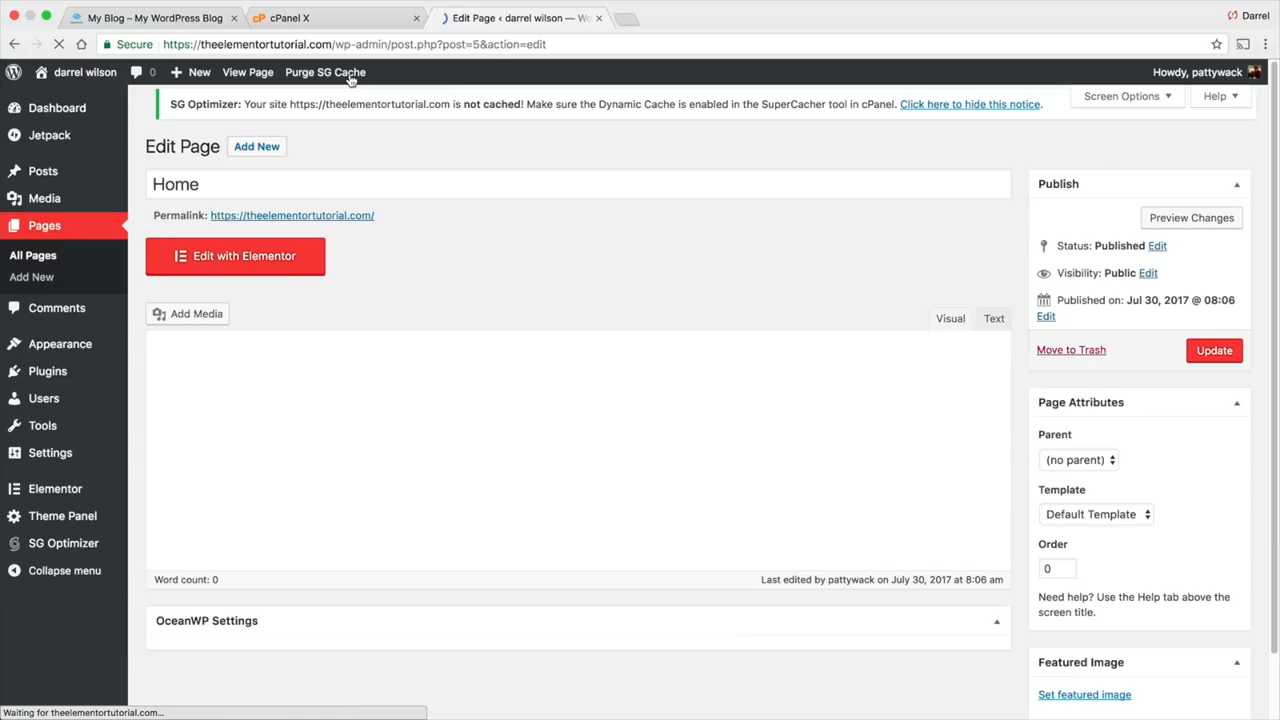 My Blog – My WordPress Blog
cPanel X
Edit Page ‹ darrel wilson — Wo
Darrel
Secure
https://theelementortutorial.com/wp-admin/post.php?post=5&action=edit
darrel wilson
0
New
View Page
Purge SG Cache
Howdy, pattywack
SG Optimizer: Your site https://theelementortutorial.com is not cached! Make sure the Dynamic Cache is enabled in the SuperCacher tool in cPanel. Click here to hide this notice.
Screen Options
Help
Dashboard
Jetpack
Posts
Media
Pages
All Pages
Add New
Comments
Appearance
Plugins
Users
Tools
Settings
Elementor
Theme Panel
SG Optimizer
Collapse menu
Edit Page
Add New
Home
Permalink: https://theelementortutorial.com/
Edit with Elementor
Add Media
Visual
Text
Word count: 0
Last edited by pattywack on July 30, 2017 at 8:06 am
OceanWP Settings
Publish
Preview Changes
Status: Published Edit
Visibility: Public Edit
Published on: Jul 30, 2017 @ 08:06
Edit
Move to Trash
Update
Page Attributes
Parent
(no parent)
Template
Default Template
Order
0
Need help? Use the Help tab above the
screen title.
Featured Image
Set featured image
Waiting for theelementortutorial.com...